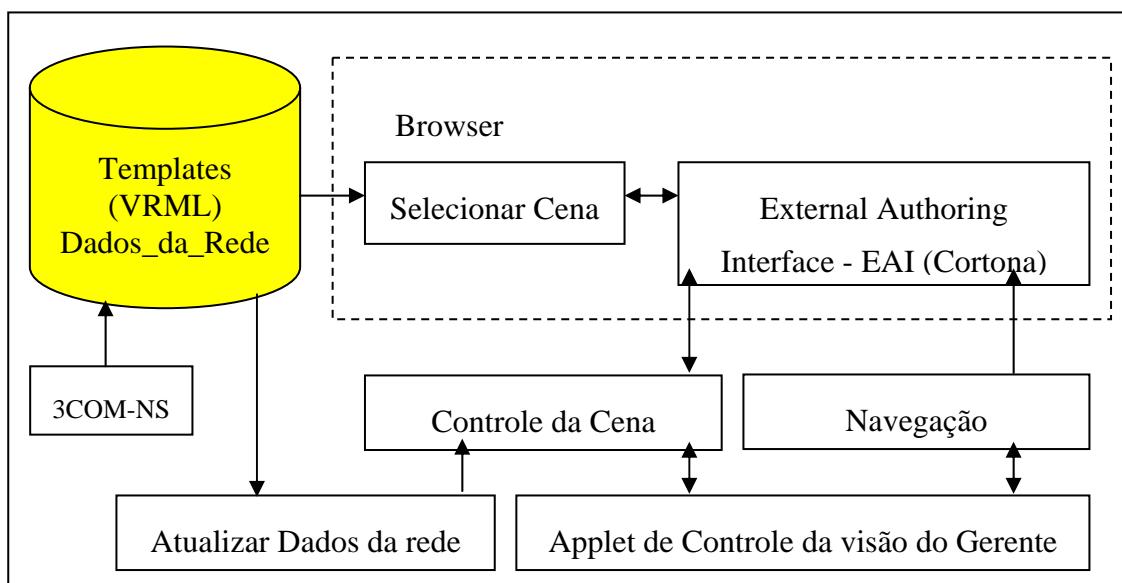 Browser
Templates
(VRML)
Dados_da_Rede
Selecionar Cena
External Authoring
Interface - EAI (Cortona)
3COM-NS
Controle da Cena
Navegação
Atualizar Dados da rede
Applet de Controle da visão do Gerente